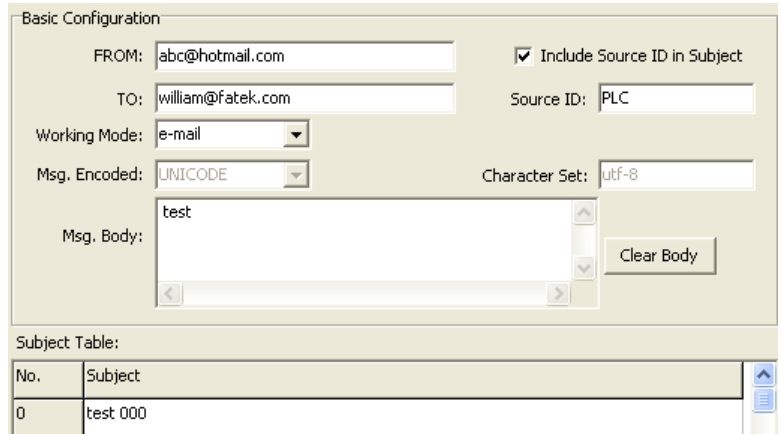 Basic Configuration
FROM: abc@hotmail.com Include Source ID in Subject
TO: william@fatek.com Source ID: PLC
Working Mode: e-mail
Msg. Encoded: UNICODE Character Set: utf-8
Msg. Body: test
Clear Body
Subject Table:
No. Subject
0 test 000